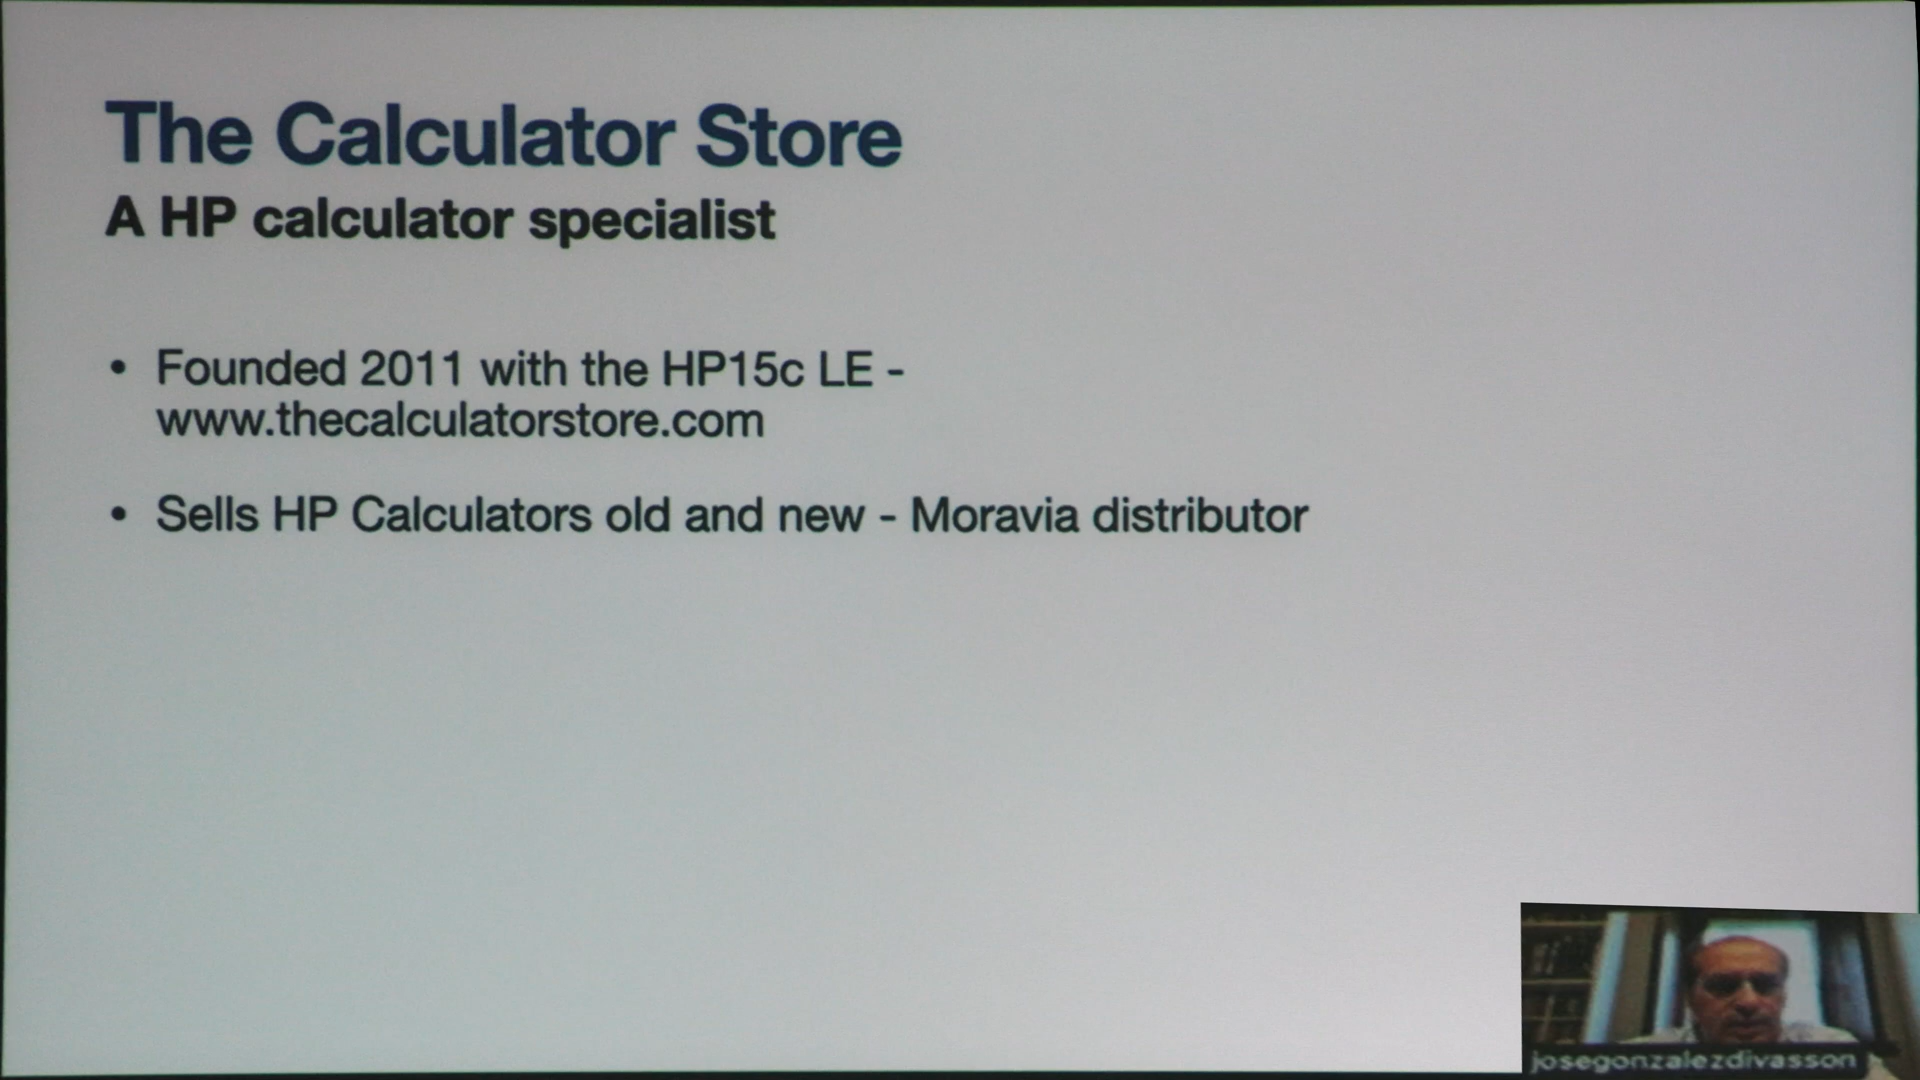 The Calculator Store
A HP calculator specialist
• Founded 2011 with the HP15c LE -
www.thecalculatorstore.com
• Sells HP Calculators old and new - Moravia distributor
josegonzalezdivasson